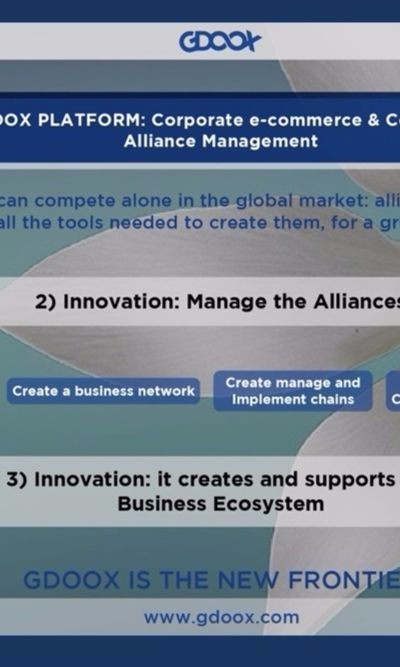 GDOOX
OOX PLATFORM: Corporate e-commerce & C
Alliance Management
can compete alone in the global market: alli
all the tools needed to create them, for a gr
2) Innovation: Manage the Alliances
Create a business network
Create manage and
Implement chains
C
3) Innovation: it creates and supports
Business Ecosystem
GDOOX IS THE NEW FRONTIE
www.gdoox.com